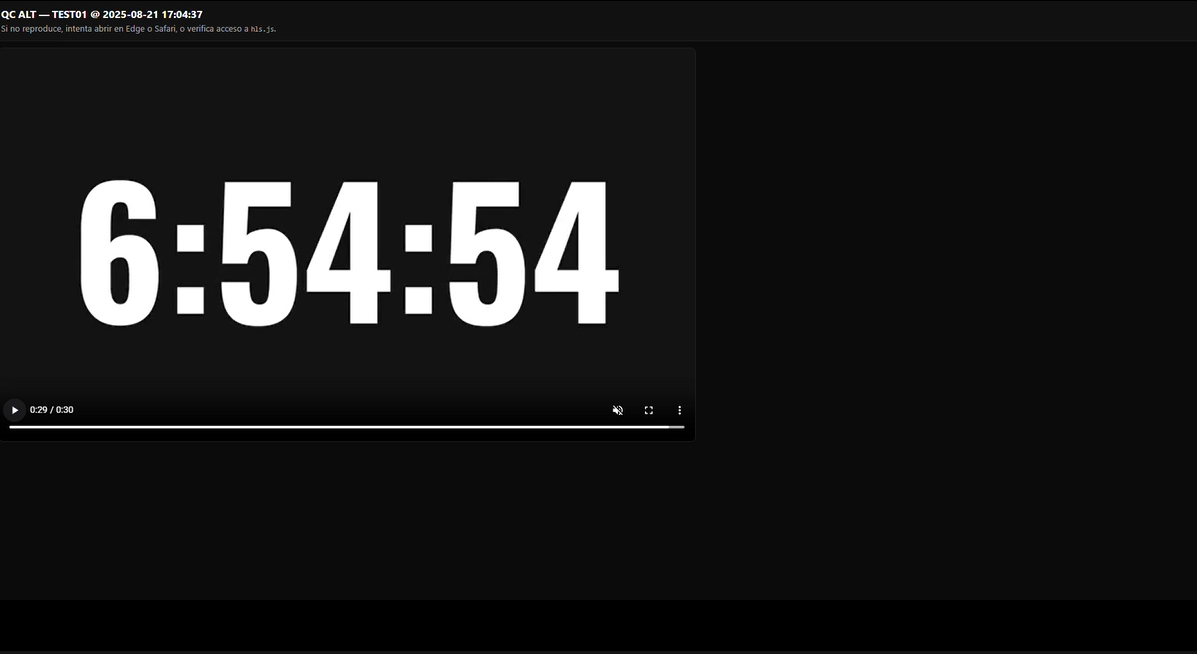 QC ALT — TEST01 @ 2025-08-21 17:04:37
Si no reproduce, intenta abrir en Edge o Safari, o verifica acceso a hls.js.
6:54:54
0:29 / 0:30